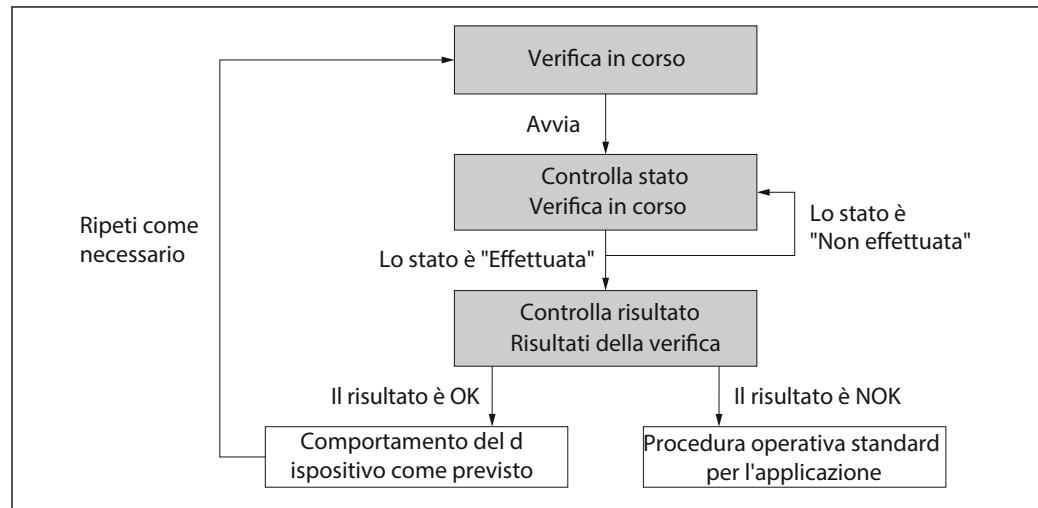 Verifica in corso
Avvia
Controlla stato
Verifica in corso
Ripeti come
necessario
Lo stato è
"Non effettuata"
Lo stato è "Effettuata"
Controlla risultato
Risultati della verifica
Il risultato è OK
Il risultato è NOK
Comportamento del d
ispositivo come previsto
Procedura operativa standard
per l'applicazione